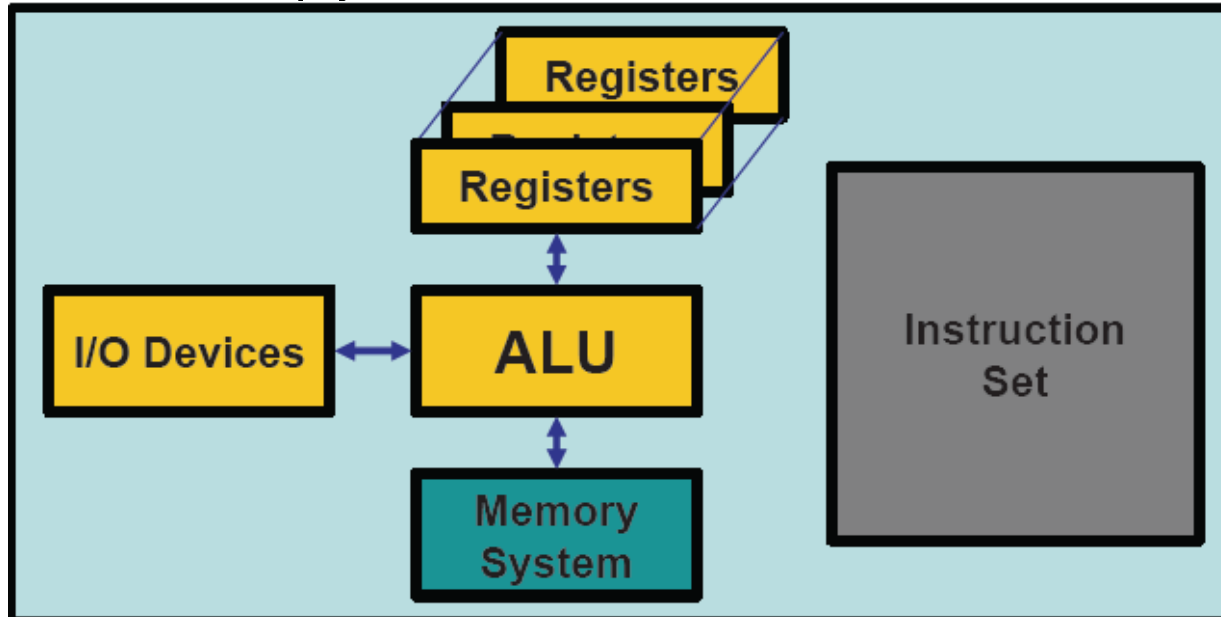 Registers
Registers
I/O Devices
ALU
Instruction
Set
Memory
System